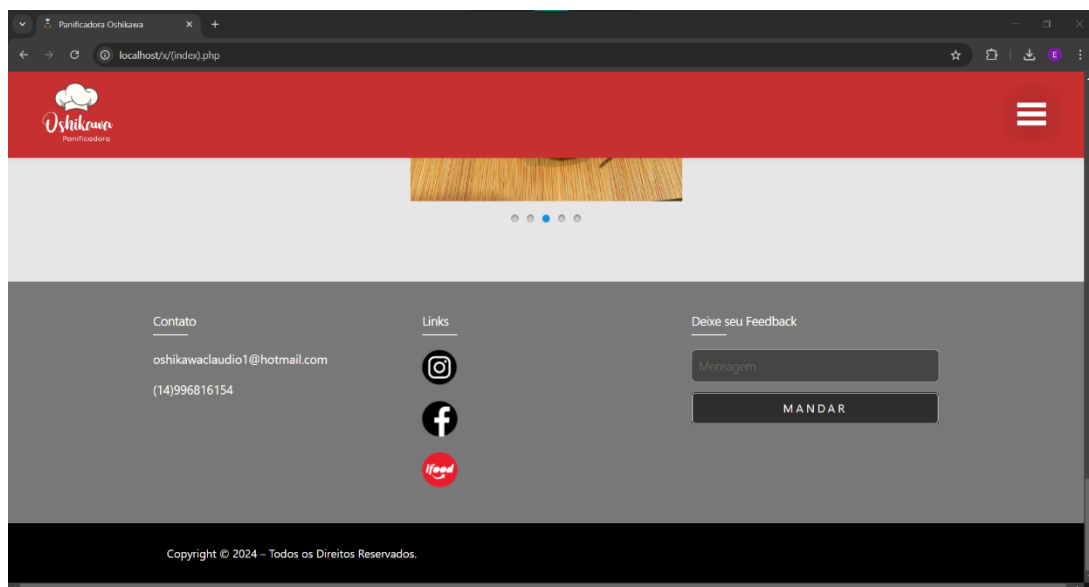 Panificadora Oshikawa
localhost/x/(index).php
E
Oshikawa
Panificadora
Contato
oshikawaclaudio1@hotmail.com
(14)996816154
Links
ifood
Deixe seu Feedback
Mensagem
MANDAR
Copyright © 2024 – Todos os Direitos Reservados.